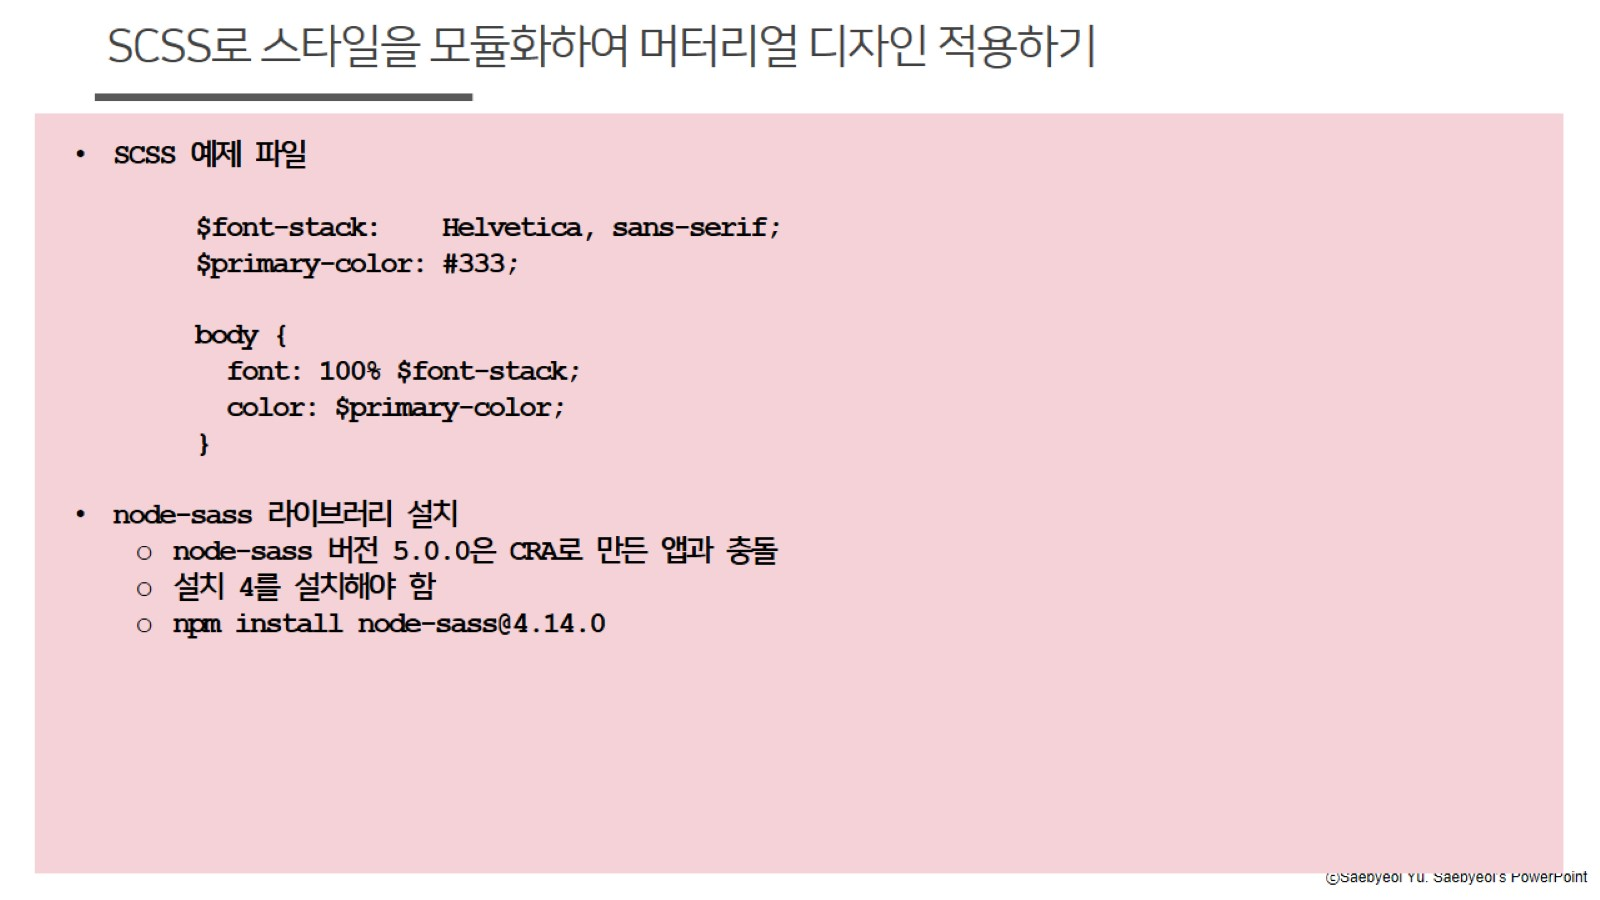 SCSS로 스타일을 모듈화하여 머터리얼 디자인 적용하기
• SCSS 예제 파일
$font-stack:    Helvetica, sans-serif;
$primary-color: #333;
body {
  font: 100% $font-stack;
  color: $primary-color;
}
• node-sass 라이브러리 설치
○ node-sass 버전 5.0.0은 CRA로 만든 앱과 충돌
○ 설치 4를 설치해야 함
○ npm install node-sass@4.14.0
ⓒSaebyeol Yu. Saebyeol's PowerPoint